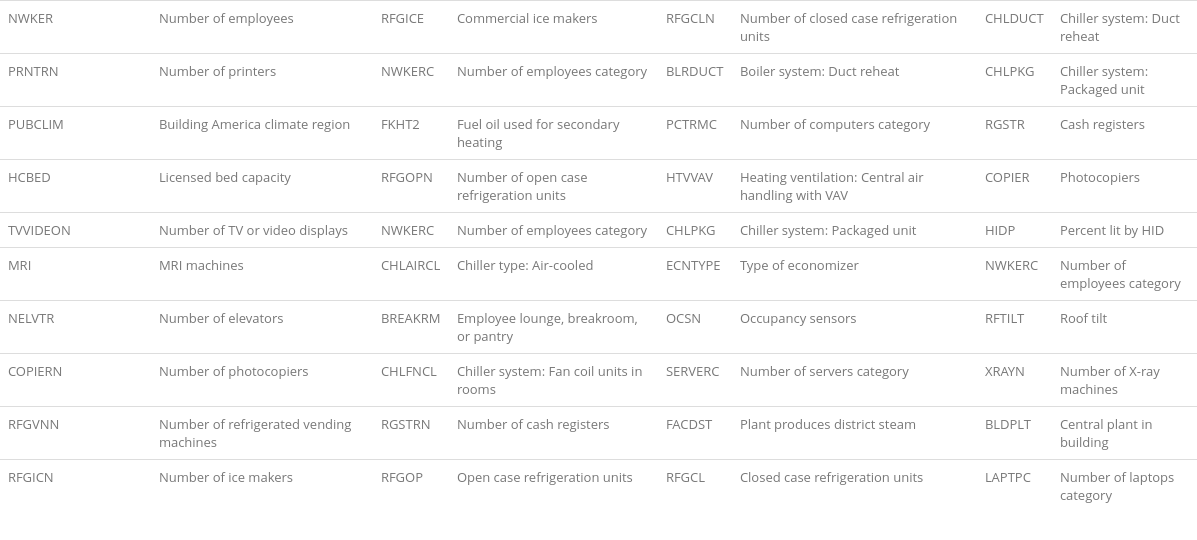 NWKER Number of employees RFGICE Commercial ice makers RFGCLN Number of closed case refrigeration CHLDUCT Chiller system: Duct
units reheat
PRNTRN Number of printers NWKERC Number of employees category BLRDUCT Boiler system: Duct reheat CHLPKG Chiller system:
Packaged unit
PUBCLIM Building America climate region FKHT2 Fuel oil used for secondary PCTRMC Number of computers category RGSTR Cash registers
heating
HCBED Licensed bed capacity RFGOPN Number of open case HTVVAV Heating ventilation: Central air COPIER Photocopiers
refrigeration units handling with VAV
TVVIDEON Number of TV or video displays NWKERC Number of employees category CHLPKG Chiller system: Packaged unit HIDP Percent lit by HID
MRI MRI machines CHLAIRCL Chiller type: Air-cooled ECNTYPE Type of economizer NWKERC Number of
employees category
NELVTR Number of elevators BREAKRM Employee lounge, breakroom, OCSN Occupancy sensors RFTILT Roof tilt
or pantry
COPIERN Number of photocopiers CHLFNCL Chiller system: Fan coil units in SERVERC Number of servers category XRAYN Number of X-ray
rooms machines
RFGVNN Number of refrigerated vending RGSTRN Number of cash registers FACDST Plant produces district steam BLDPLT Central plant in
machines building
RFGICN Number of ice makers RFGOP Open case refrigeration units RFGCL Closed case refrigeration units LAPTPC Number of laptops
category